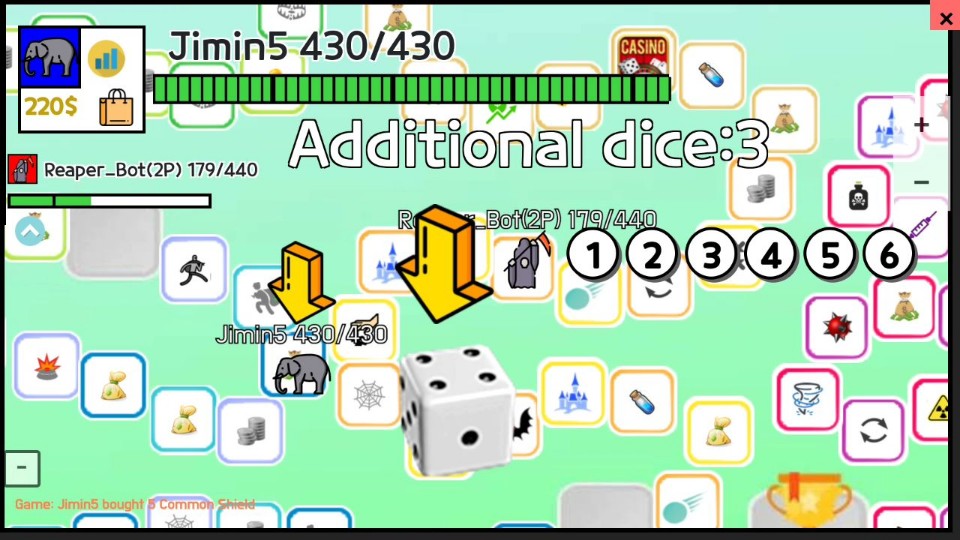 Jimin5 430/430
CASINO
220$
Additional dice:3
Reaper_Bot(2P) 179/440
Reaper_Bot(2P) 179/440
1 2 3 4 5 6
Jimin5 430/430
Game: Jimin5 bought 5 Common Shield